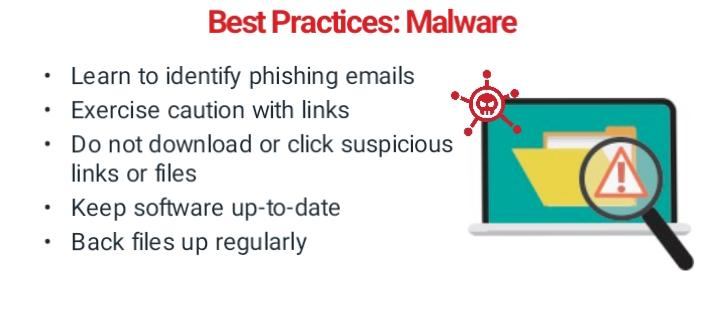 Best Practices: Malware
• Learn to identify phishing emails
• Exercise caution with links
• Do not download or click suspicious
links or files
• Keep software up-to-date
• Back files up regularly